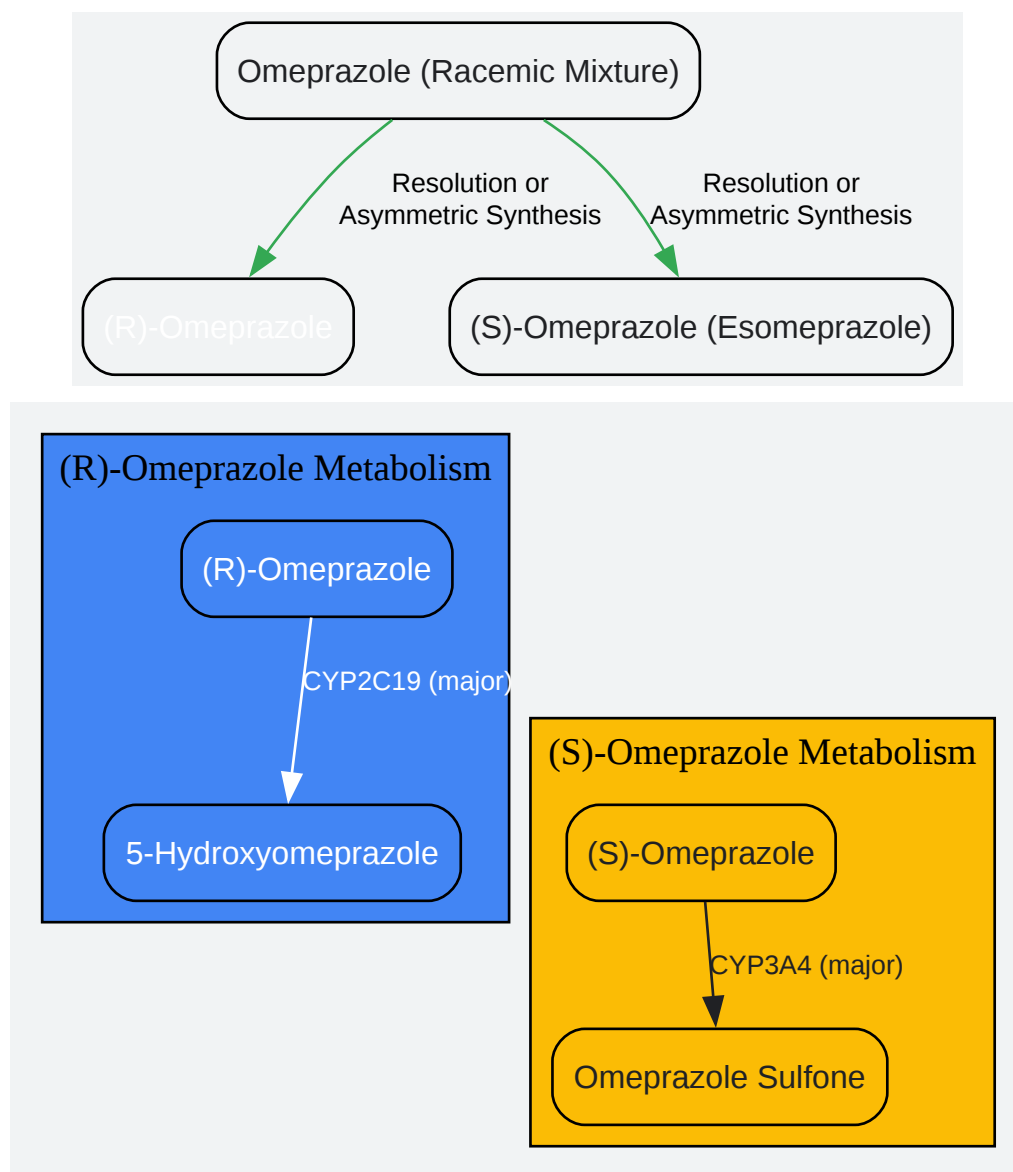 Omeprazole (Racemic Mixture)
Resolution or
Asymmetric Synthesis
Resolution or
Asymmetric Synthesis
(R)-Omeprazole
(S)-Omeprazole (Esomeprazole)
(R)-Omeprazole Metabolism
(R)-Omeprazole
CYP2C19 (major)
5-Hydroxyomeprazole
(S)-Omeprazole Metabolism
(S)-Omeprazole
CYP3A4 (major)
Omeprazole Sulfone